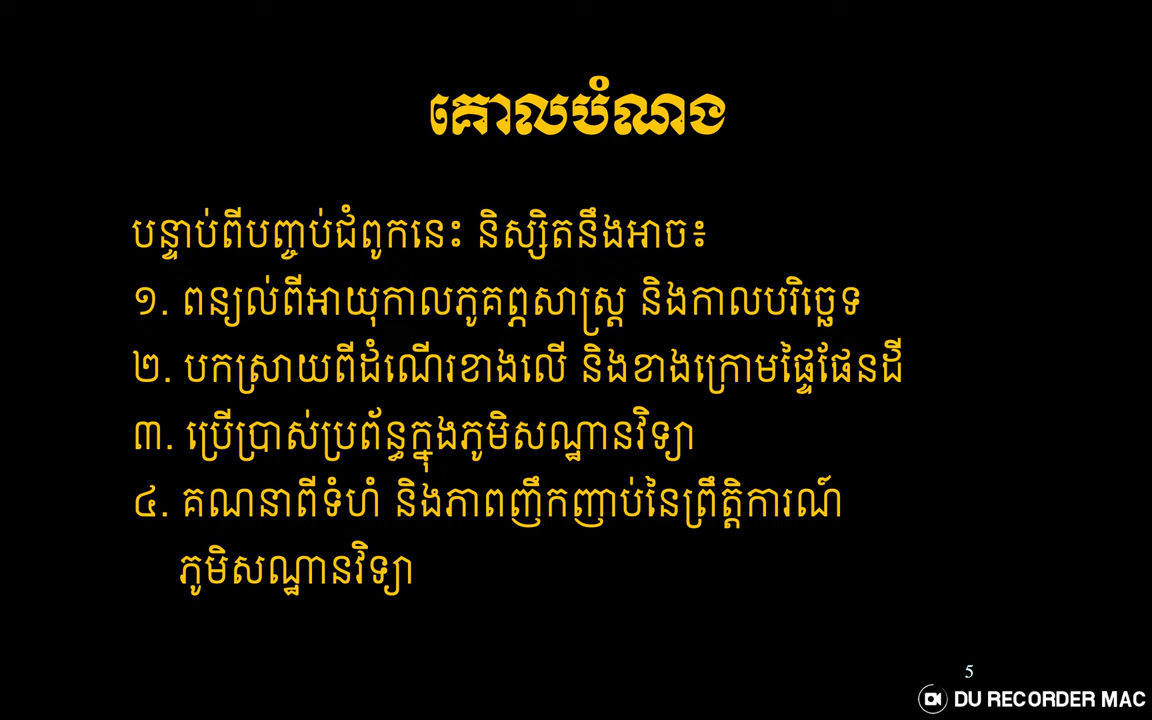 គោលបំណង
បន្ទាប់ពីបញ្ចប់ជំពូកនេះ និស្សិតនឹងអាច៖
១. ពន្យល់ពីអាយុកាលភូគព្ភសាស្ត្រ និងកាលបរិច្ឆេទ
២. បកស្រាយពីដំណើរខាងលើ និងខាងក្រោមផ្ទៃផែនដី
៣. ប្រើប្រាស់ប្រព័ន្ធក្នុងភូមិសណ្ឋានវិទ្យា
៤. គណនាពីទំហំ និងភាពញឹកញាប់នៃព្រឹត្តិការណ៍
ភូមិសណ្ឋានវិទ្យា
5
DU RECORDER MAC